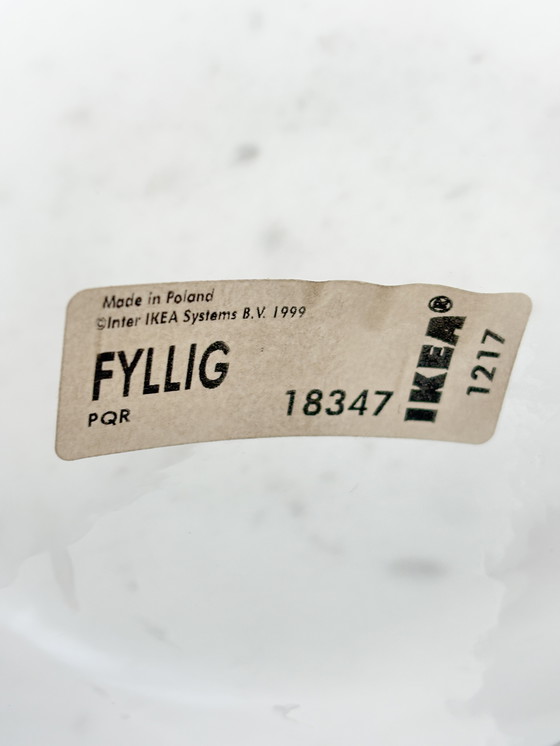 Made in Poland
©Inter IKEA Systems B.V. 1999
FYLLIG
PQR
18347
IKEA®
1217